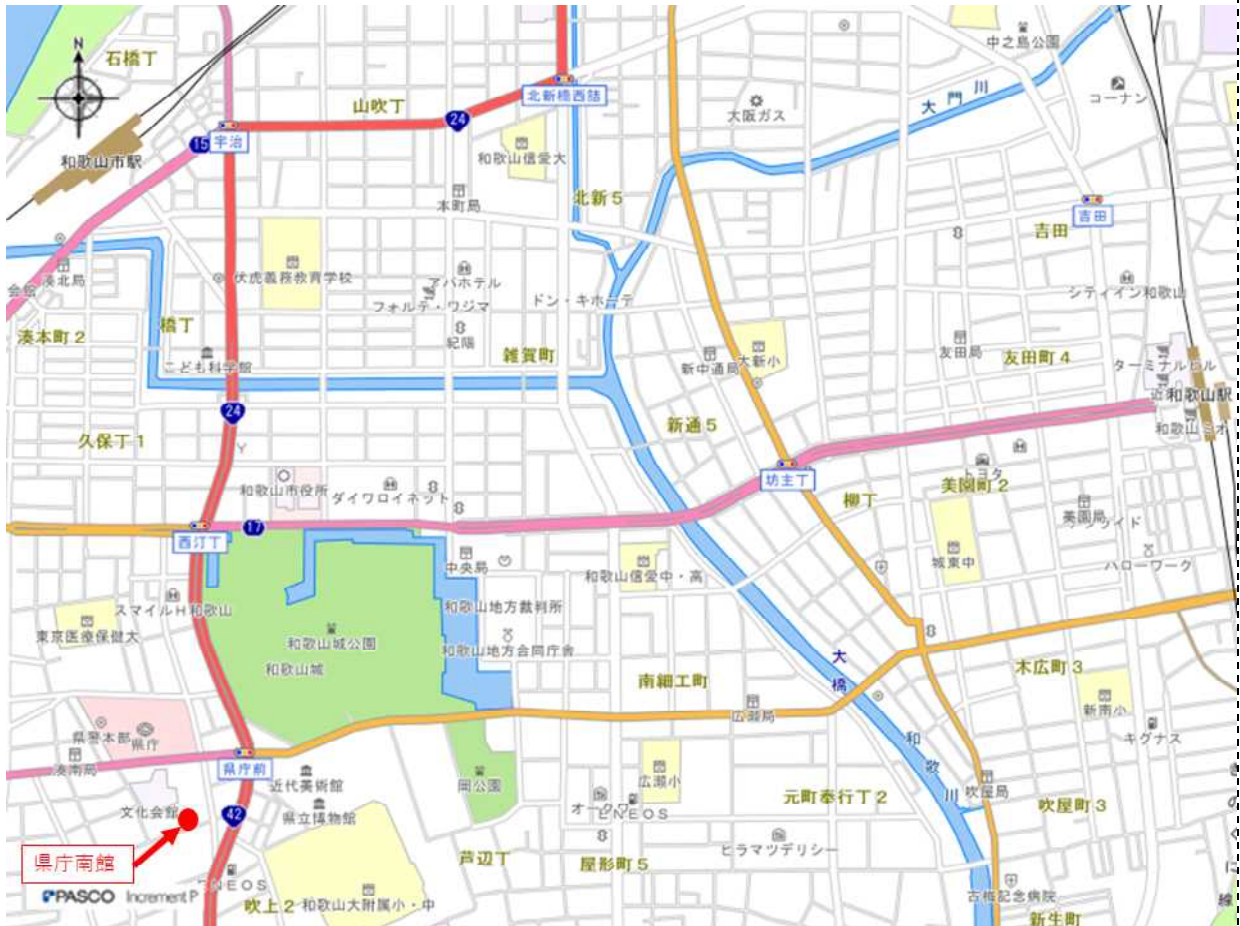 石橋丁
N
中之島公園
コーナン
大門川
山吹丁
北新橋西詰
24
大阪ガス
15
宇治
和歌山市駅
和歌山信愛大
本町局
北新5
吉田
吉田
8
湊北局
会館
伏虎義務教育学校
アパホテル
フォルテ・ワジマ
ドン・キホーテ
シティイン和歌山
湊本町2
橋丁
8
紀陽
こども科学館
雑賀町
新中通局
大新小
友田局
友田町4
ターミナルビル
近
和歌山駅
和歌山ミオ
24
久保丁1
新通5
Y
和歌山市役所
ダイワロイネット
8
8
坊主丁
トヨタ
美園町2
柳丁
美園局
西汀丁
17
中央局
和歌山信愛中・高
城東中
ハローワーク
スマイルH和歌山
和歌山地方裁判所
東京医療保健大
和歌山城公園
和歌山地方合同庁舎
和歌山城
8
大橋
南細工町
木広町3
広瀬局
新南小
県警本部
県庁
湊南局
県庁前
キグナス
近代美術館
岡公園
広瀬小
和歌川
吹屋局
文化会館
県立博物館
42
オークワ
ENEOS
元町奉行丁2
吹屋町3
8
ヒラマツデリシー
県庁南館
芦辺丁
屋形町5
ENEOS
PASCO Increment P
吹上2
和歌山大附属小・中
古梅記念病院
新生町
きのくに線